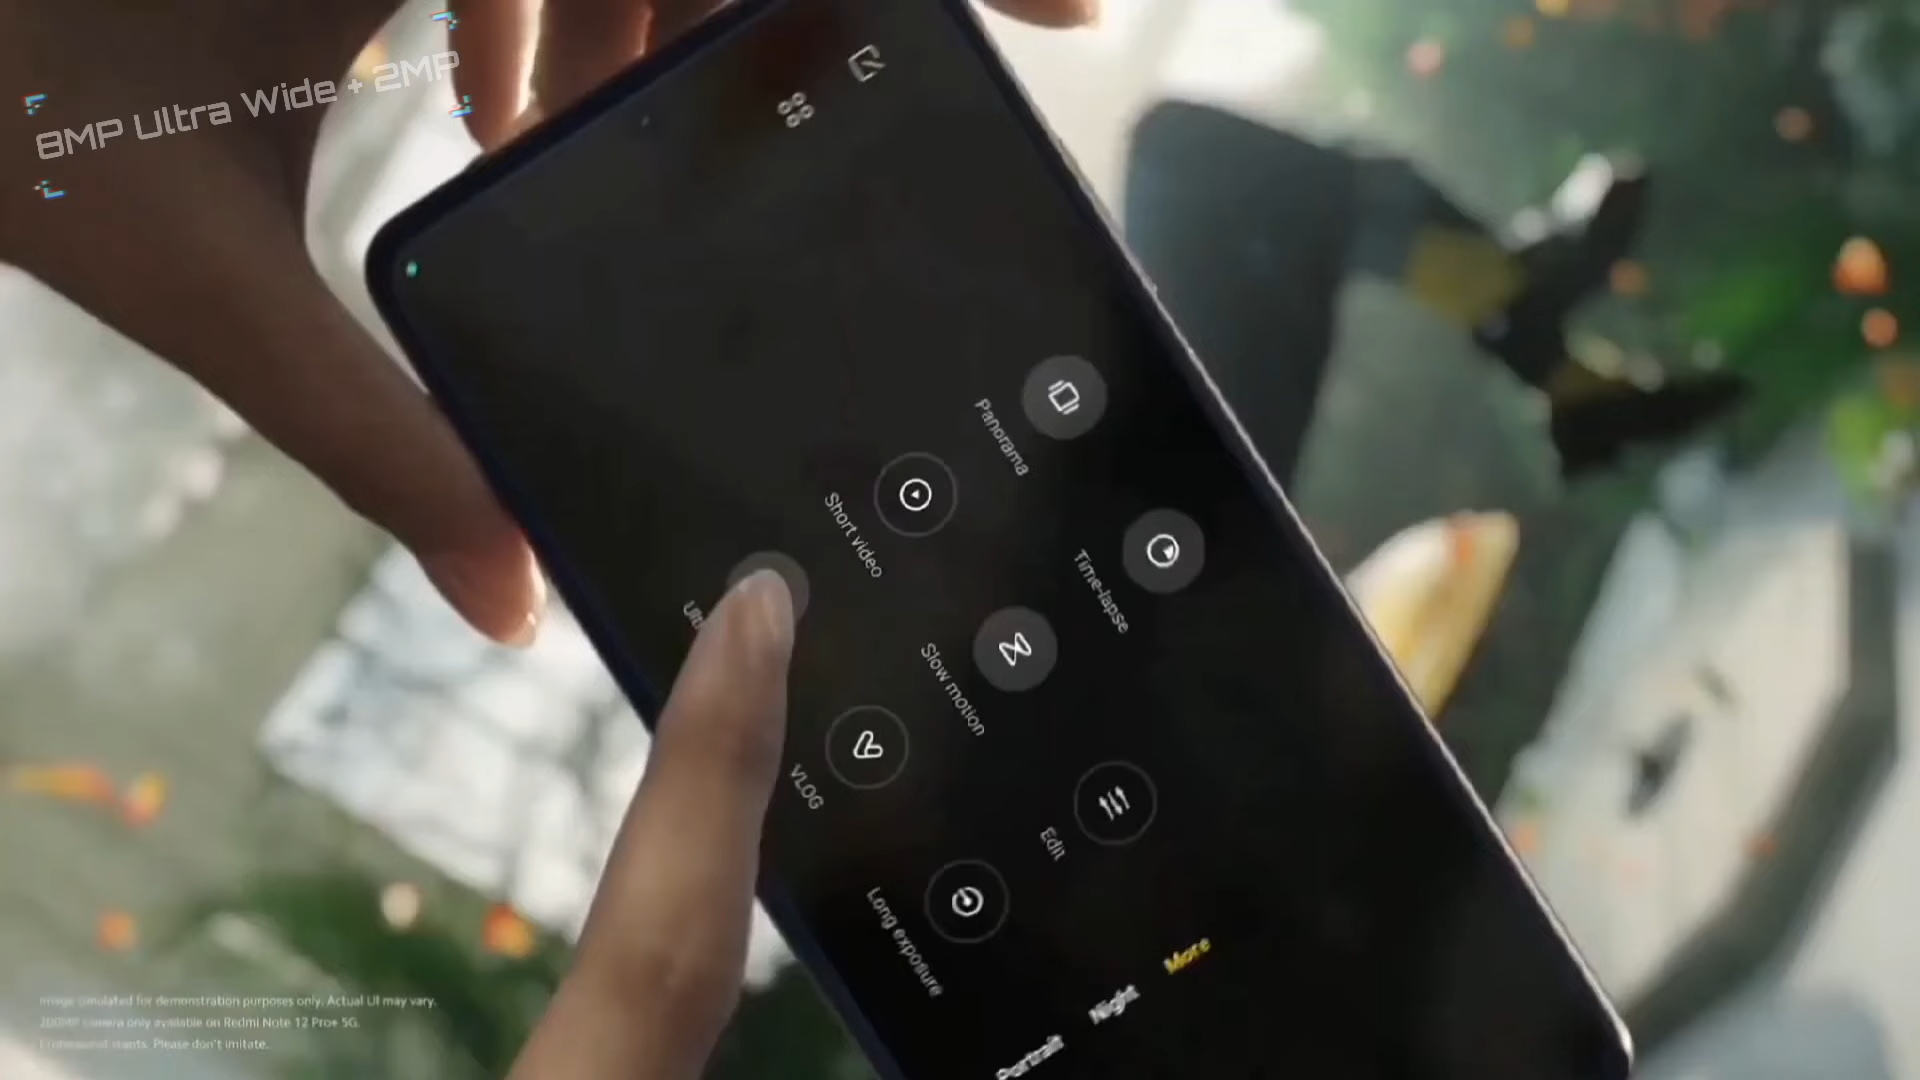 8MP Ultra Wide + 2MP
Panorama
Short video
Time-lapse
Slow motion
VLOG
Edit
Long exposure
More
Night
Portrait
Image simulated for demonstration purposes only. Actual UI may vary.
200MP camera only available on Redmi Note 12 Pro+ 5G.
Professional stunts. Please don't imitate.